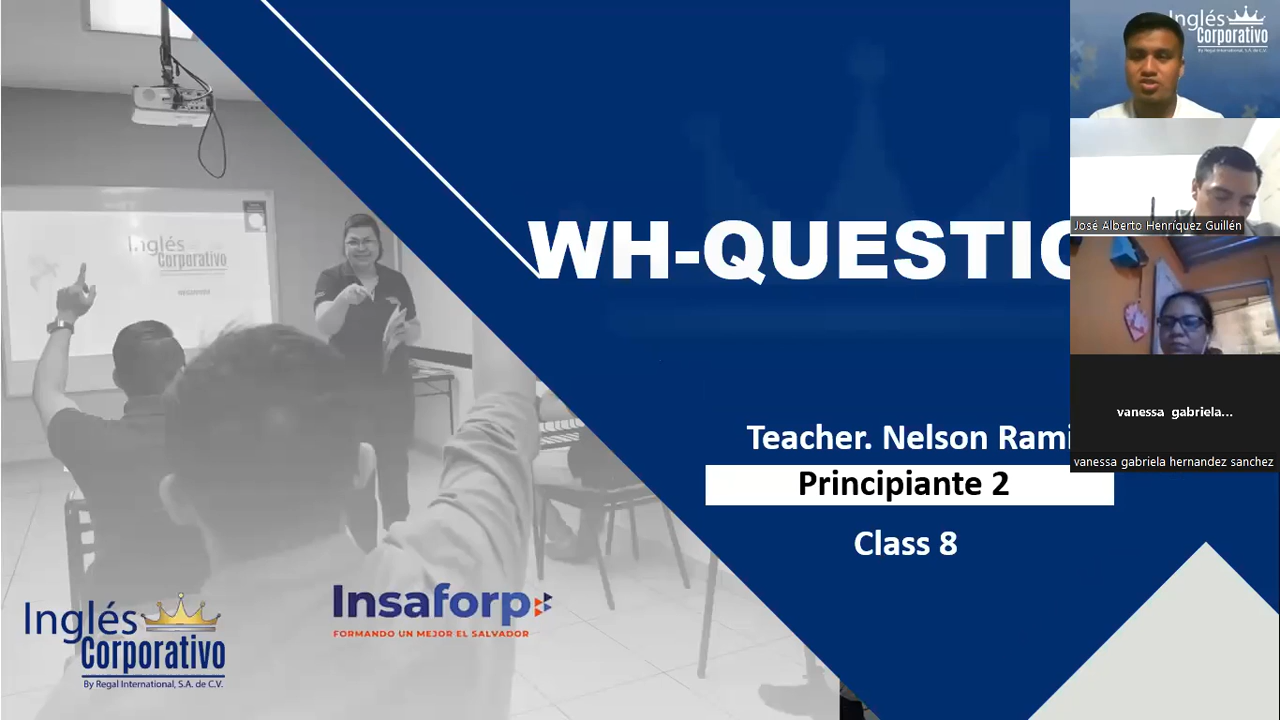 Inglés
Corporativo
WH-QUESTIO
Teacher. Nelson Rami
Principiante 2
Class 8
Insaforp
FORMANDO UN MEJOR EL SALVADOR
Inglés
Corporativo
By Regal International, S.A. de C.V.
Inglés
Corporativo
By Regal International, S.A. de C.V.
José Alberto Henríquez Guillén
vanessa gabriela...
vanessa gabriela hernandez sanchez